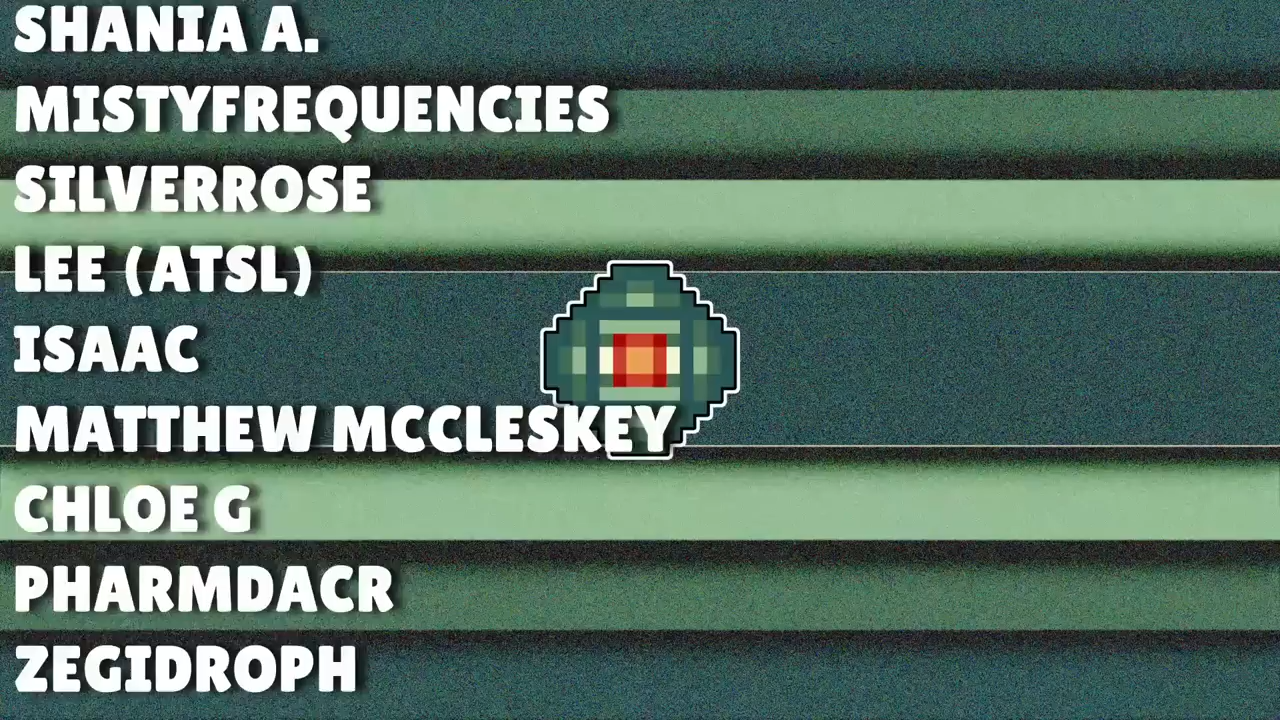 SHANIA A.
MISTYFREQUENCIES
SILVERROSE
LEE (ATSL)
ISAAC
MATTHEW MCCLESKEY
CHLOE G
PHARMDACR
ZEGIDROPH